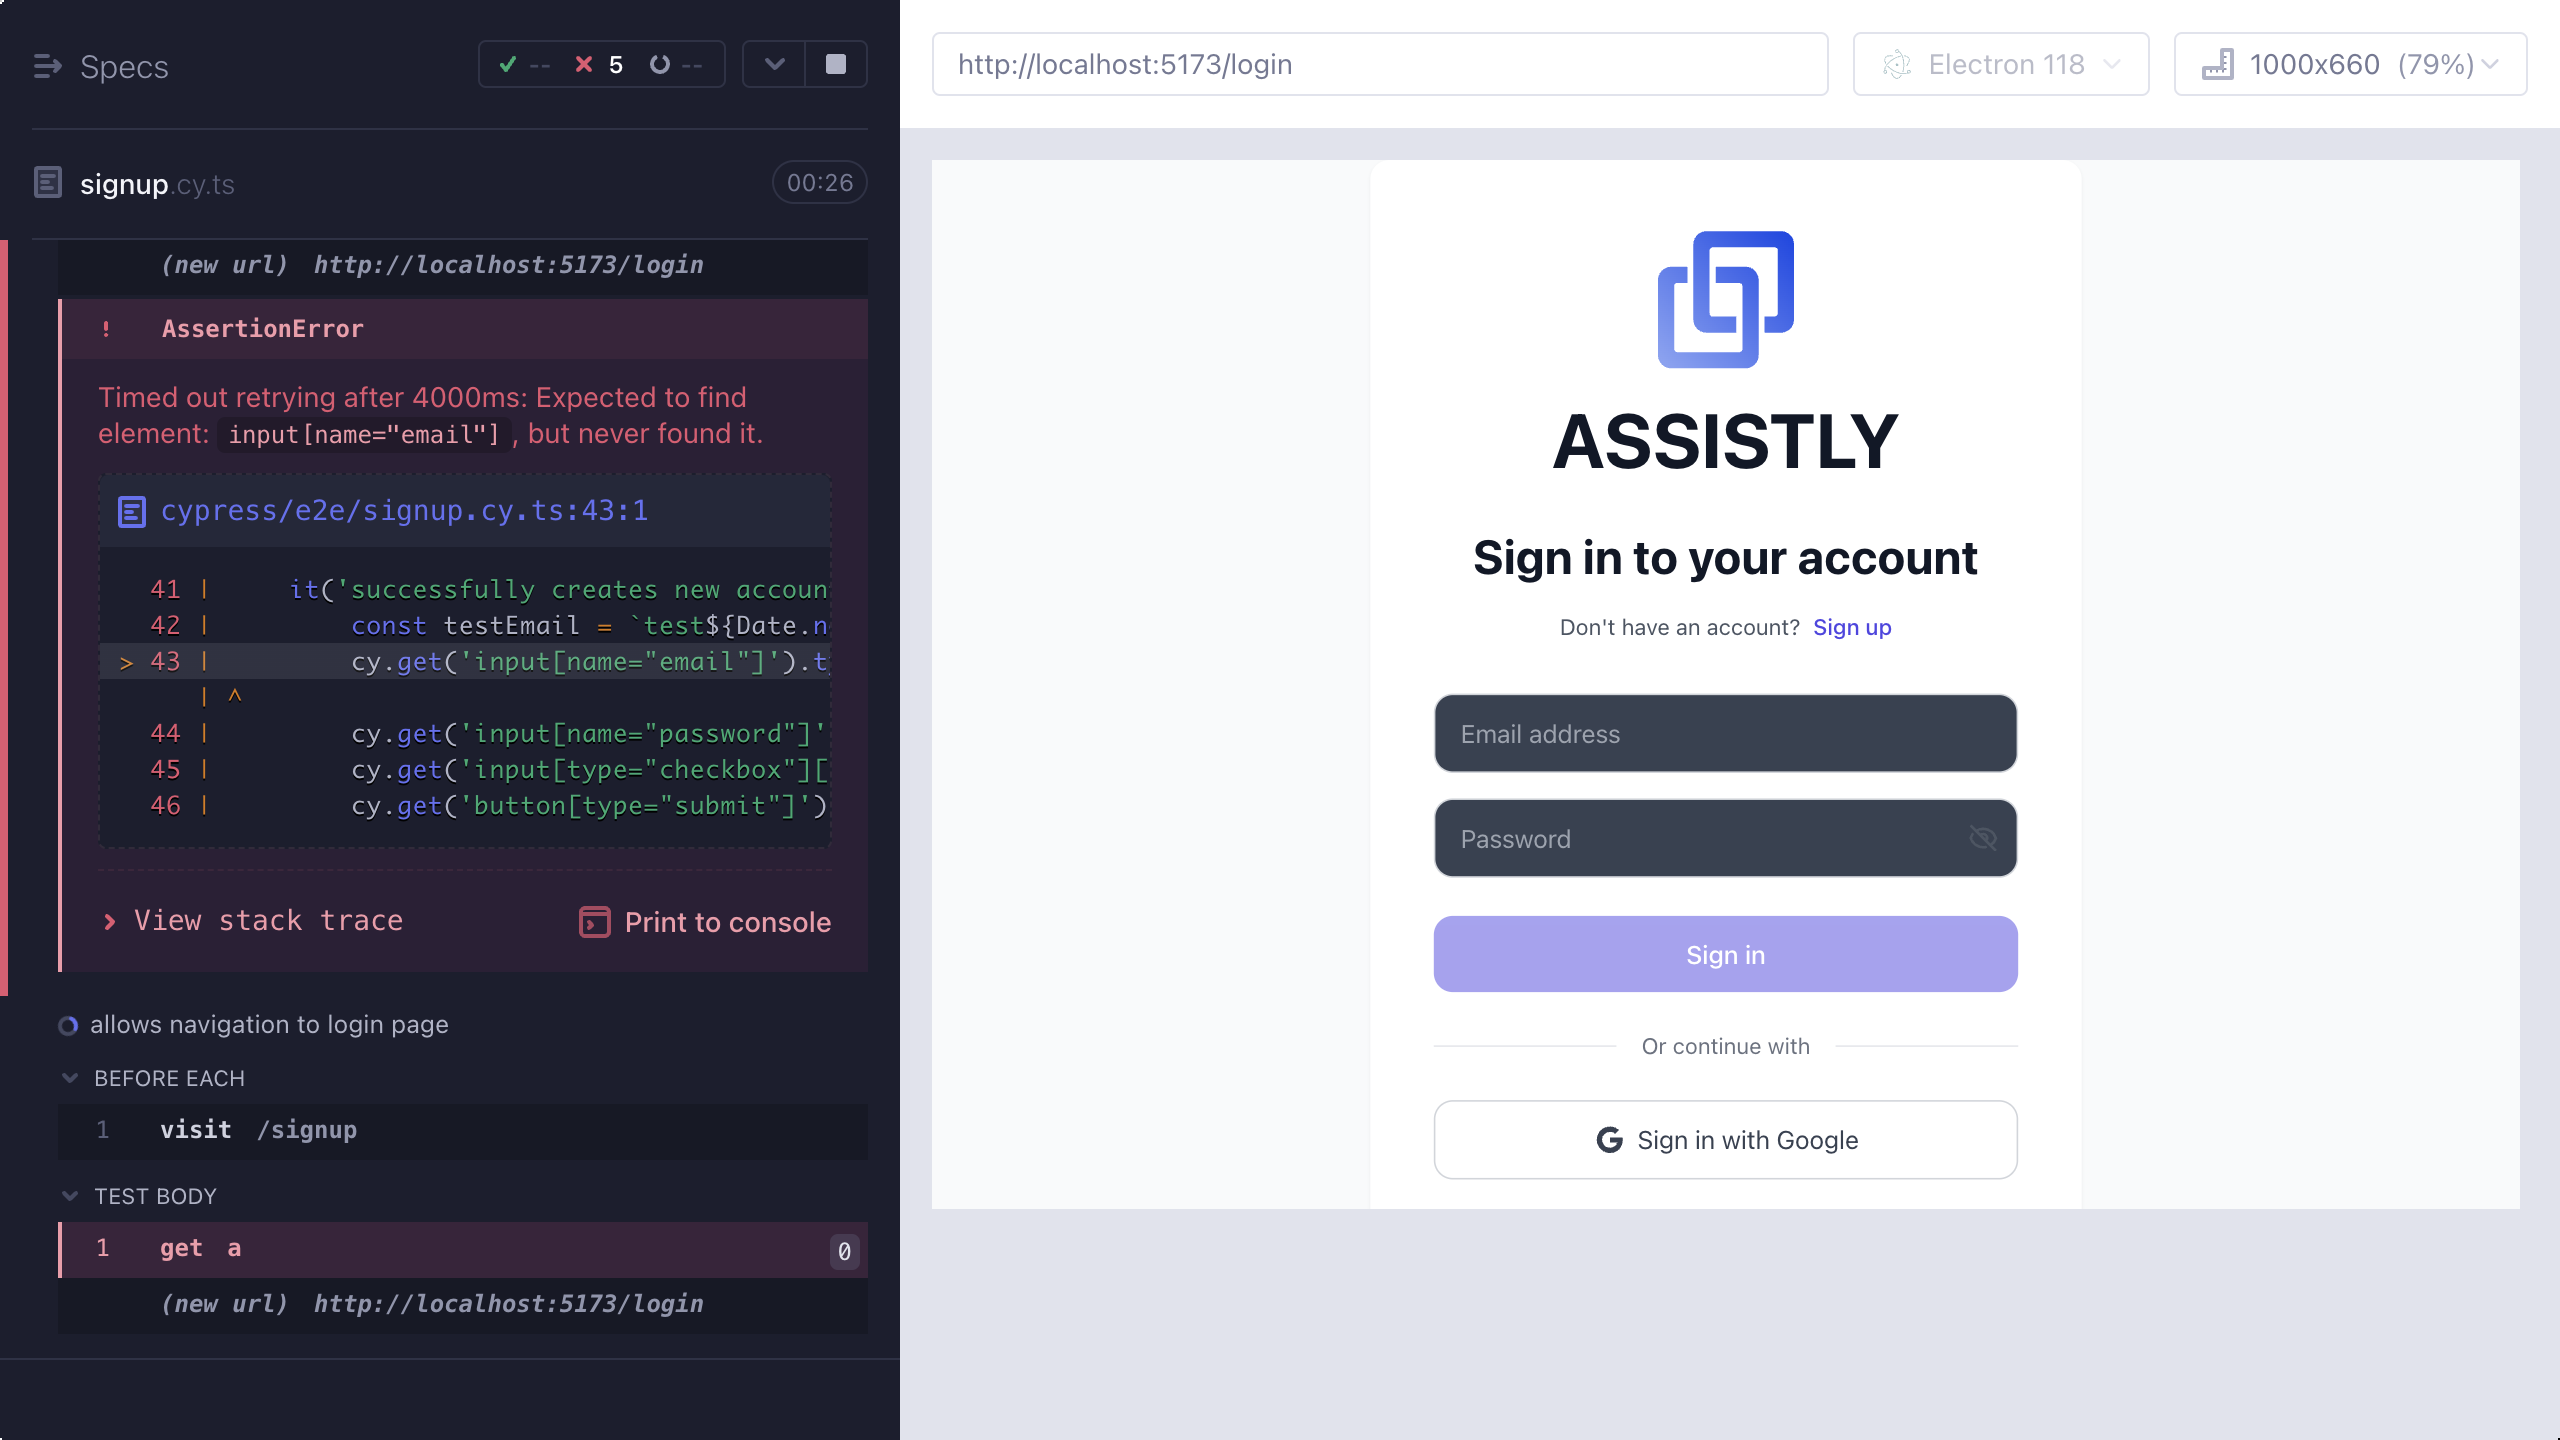 Specs
-- 5 --
signup.cy.ts
00:26
(new url) http://localhost:5173/login
! AssertionError
Timed out retrying after 4000ms: Expected to find
element: input[name="email"] , but never found it.
cypress/e2e/signup.cy.ts:43:1
41 | it('successfully creates new accoun
42 | const testEmail = `test${Date.n
> 43 | cy.get('input[name="email"]').t
| ^
44 | cy.get('input[name="password"]'
45 | cy.get('input[type="checkbox"][
46 | cy.get('button[type="submit"]')
View stack trace
Print to console
allows navigation to login page
BEFORE EACH
1 visit /signup
TEST BODY
1 get a 0
(new url) http://localhost:5173/login
http://localhost:5173/login
Electron 118
1000x660 (79%)
ASSISTLY
Sign in to your account
Don't have an account? Sign up
Email address
Password
Sign in
Or continue with
G Sign in with Google